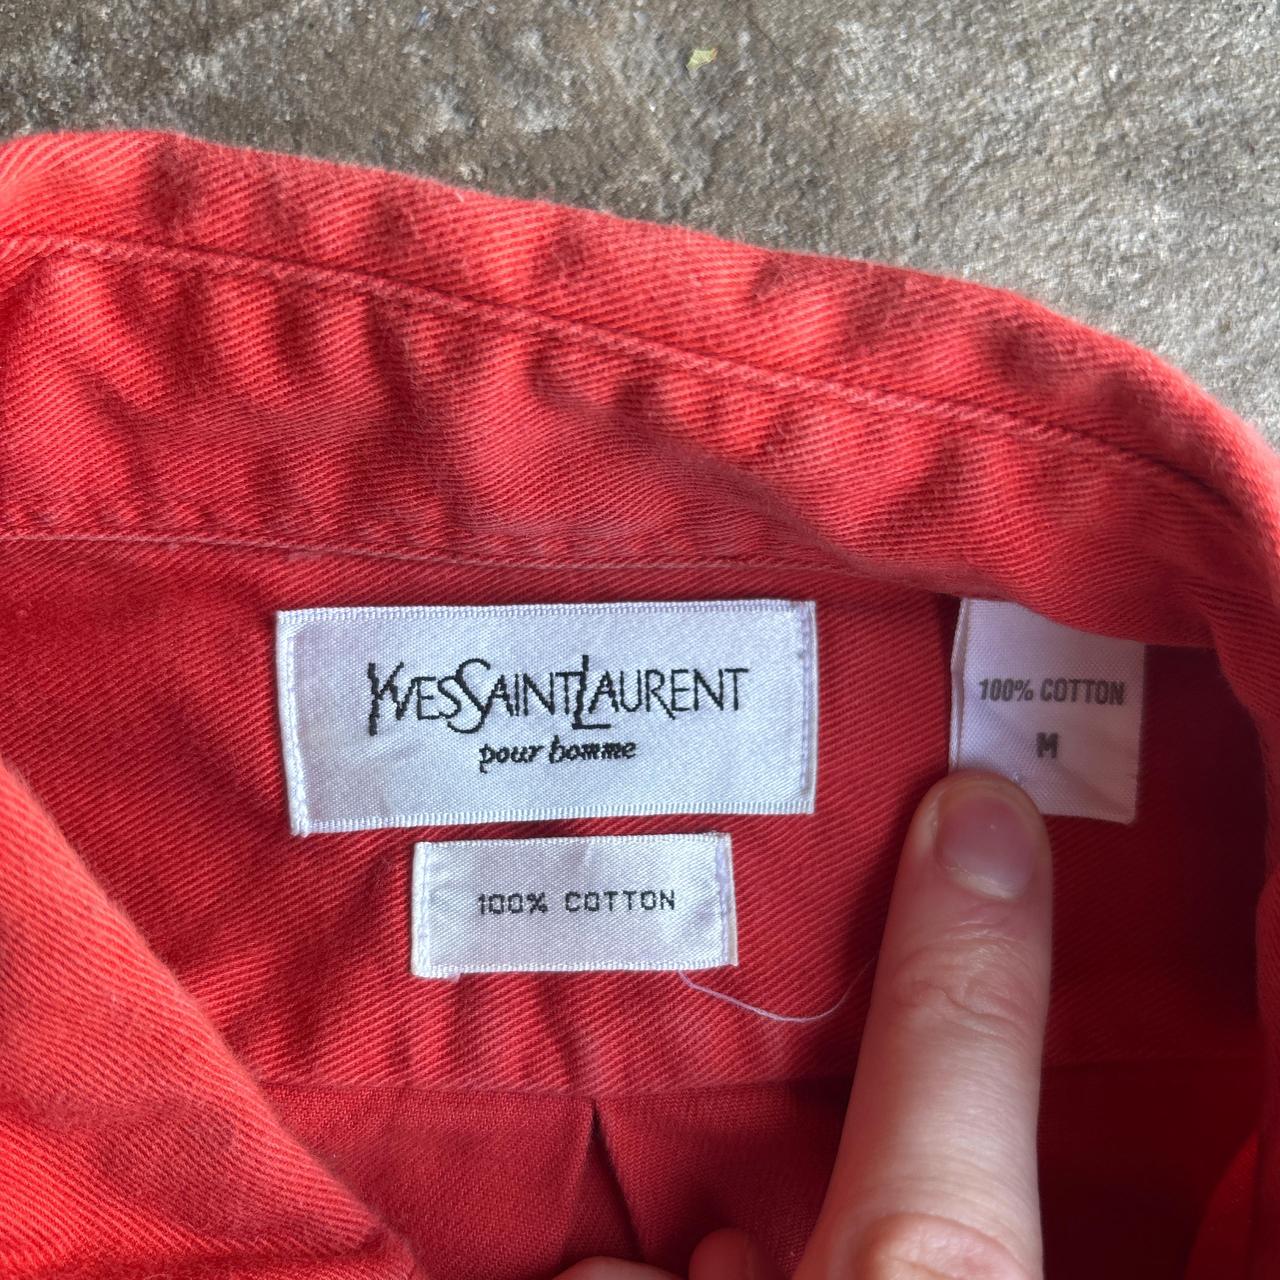 YVESSAINTLAURENT
pour homme
100% COTTON
100% COTTON
M